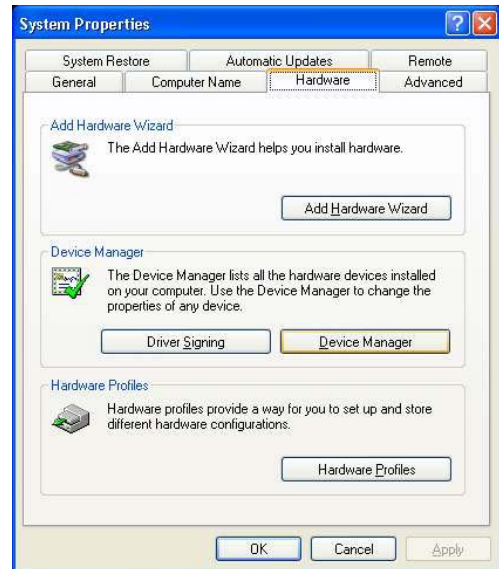 System Properties
System Restore Automatic Updates Remote
General Computer Name Hardware Advanced
Add Hardware Wizard
The Add Hardware Wizard helps you install hardware.
Add Hardware Wizard
Device Manager
The Device Manager lists all the hardware devices installed
on your computer. Use the Device Manager to change the
properties of any device.
Driver Signing Device Manager
Hardware Profiles
Hardware profiles provide a way for you to set up and store
different hardware configurations.
Hardware Profiles
OK Cancel Apply